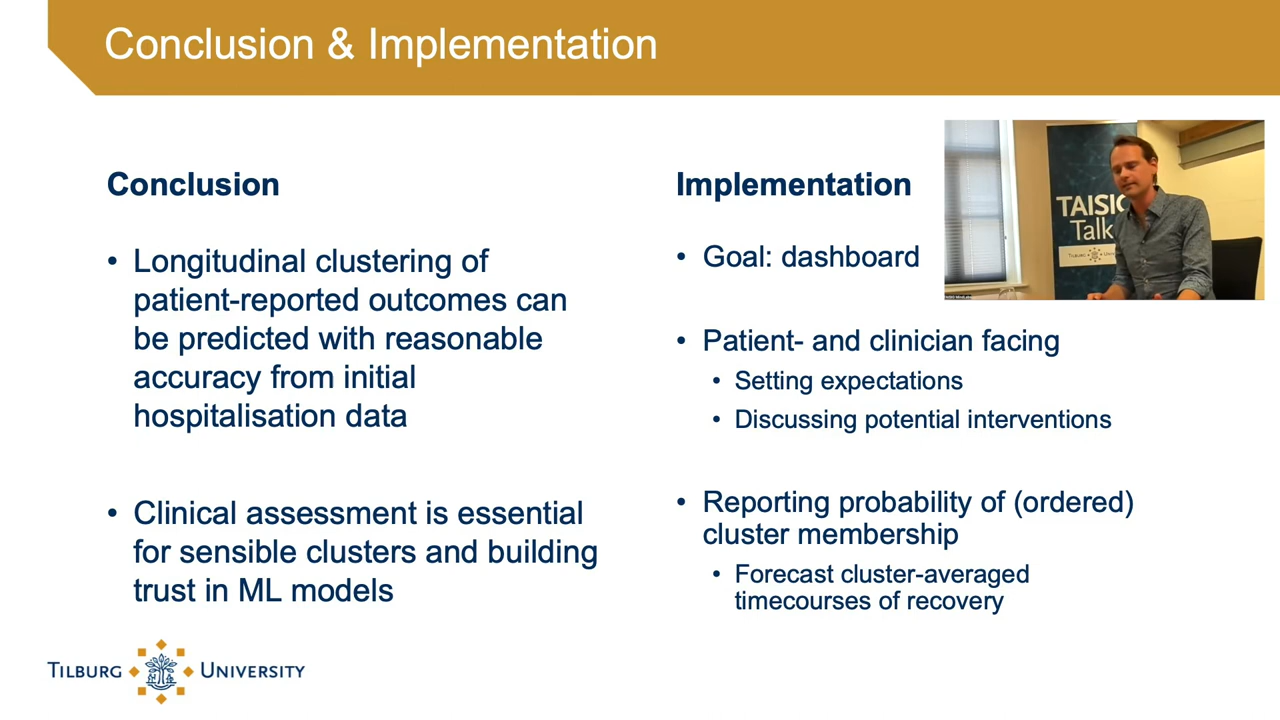 Conclusion & Implementation
Conclusion
• Longitudinal clustering of
patient-reported outcomes can
be predicted with reasonable
accuracy from initial
hospitalisation data
• Clinical assessment is essential
for sensible clusters and building
trust in ML models
Implementation
• Goal: dashboard
• Patient- and clinician facing
• Setting expectations
• Discussing potential interventions
• Reporting probability of (ordered)
cluster membership
• Forecast cluster-averaged
timecourses of recovery
TAISIG
Talk
TILBURG UNIVERSITY